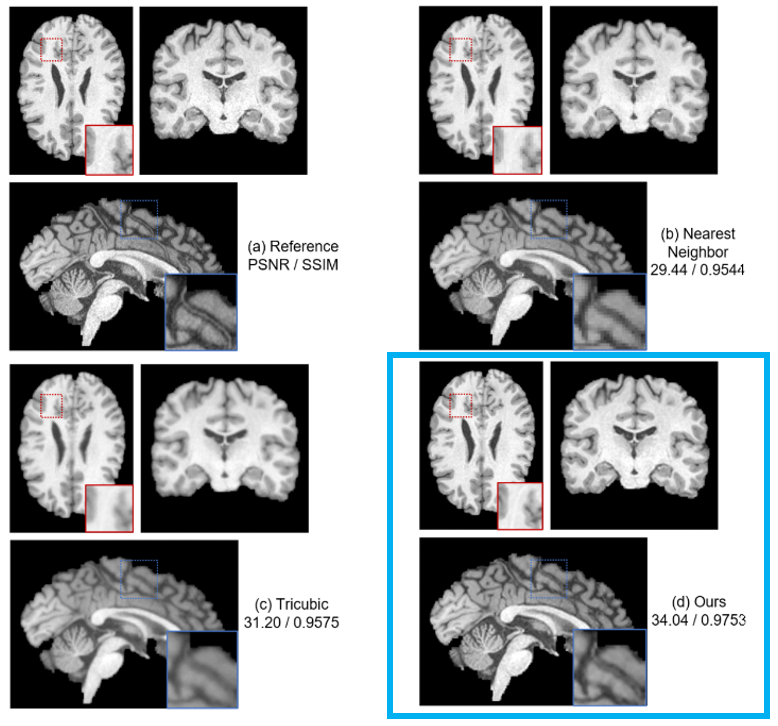 (a) Reference
PSNR / SSIM
(b) Nearest
Neighbor
29.44 / 0.9544
(c) Tricubic
31.20 / 0.9575
(d) Ours
34.04 / 0.9753